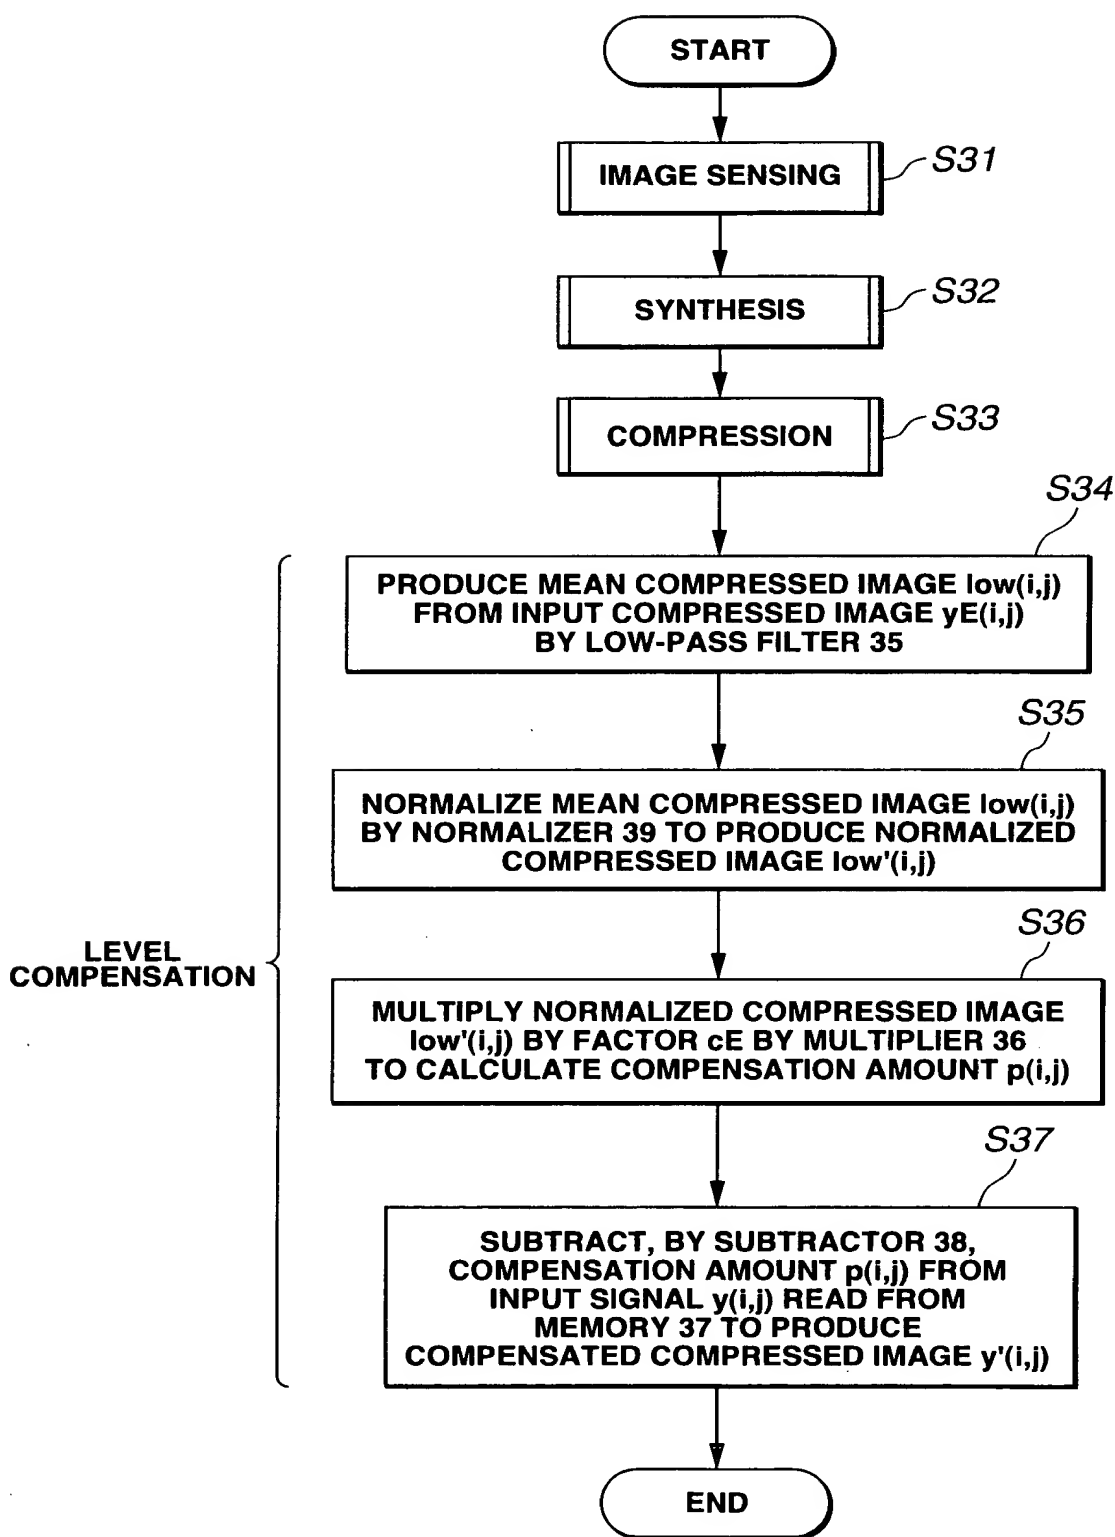 START
IMAGE SENSING
S31
SYNTHESIS
S32
COMPRESSION
S33
S34
PRODUCE MEAN COMPRESSED IMAGE low(i,j)
FROM INPUT COMPRESSED IMAGE yE(i,j)
BY LOW-PASS FILTER 35
S35
NORMALIZE MEAN COMPRESSED IMAGE low(i,j)
BY NORMALIZER 39 TO PRODUCE NORMALIZED
COMPRESSED IMAGE low'(i,j)
LEVEL
COMPENSATION
S36
MULTIPLY NORMALIZED COMPRESSED IMAGE
low'(i,j) BY FACTOR cE BY MULTIPLIER 36
TO CALCULATE COMPENSATION AMOUNT p(i,j)
S37
SUBTRACT, BY SUBTRACTOR 38,
COMPENSATION AMOUNT p(i,j) FROM
INPUT SIGNAL y(i,j) READ FROM
MEMORY 37 TO PRODUCE
COMPENSATED COMPRESSED IMAGE y'(i,j)
END